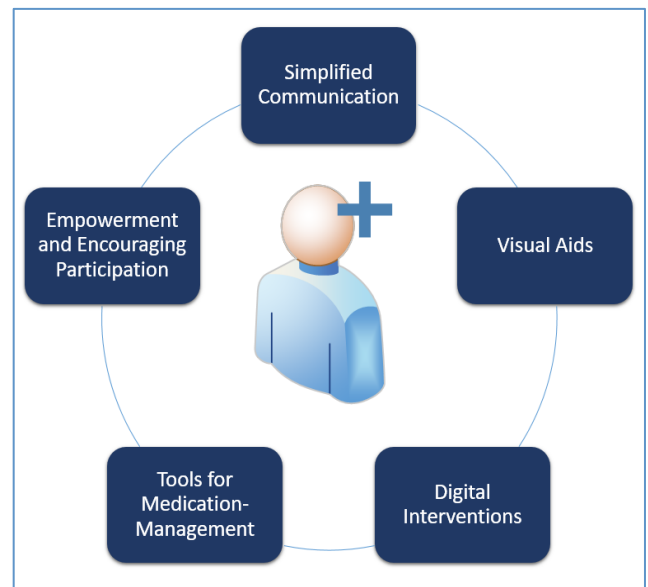 Simplified
Communication
Visual Aids
Digital
Interventions
Tools for
Medication-
Management
Empowerment
and Encouraging
Participation